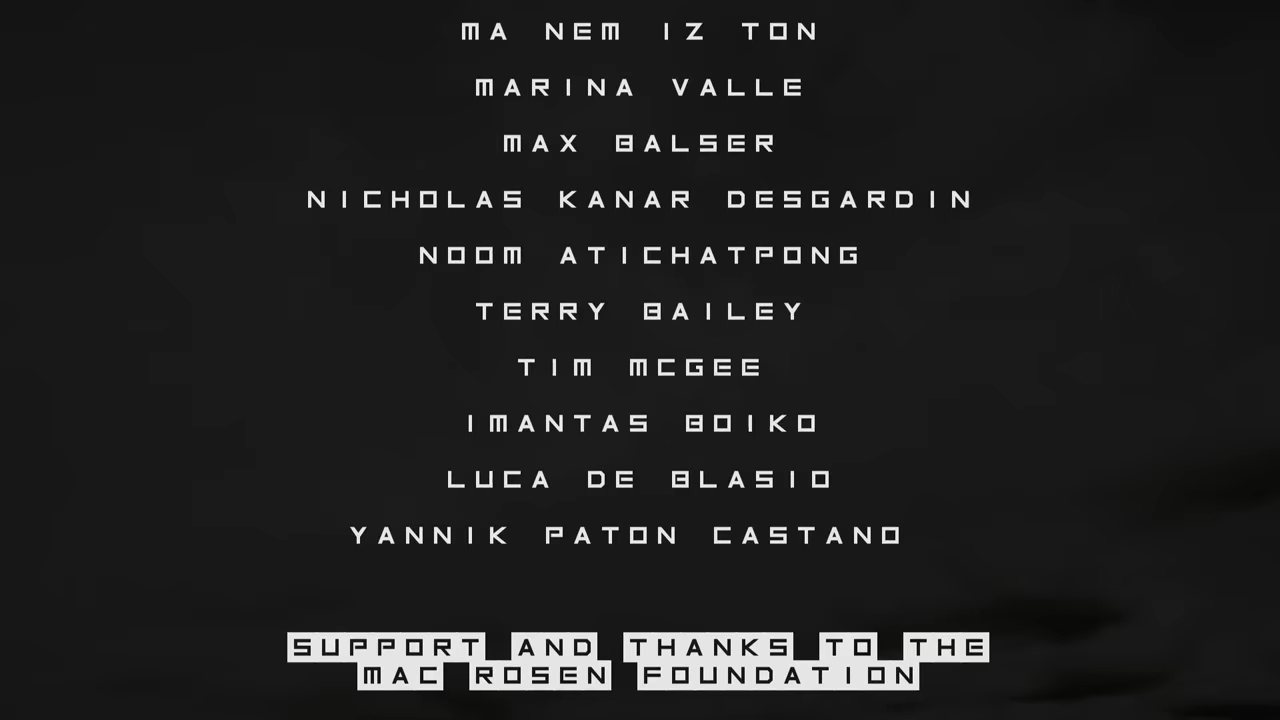 MA NEM IZ TON
MARINA VALLE
MAX BALSER
NICHOLAS KANAR DESGARDIN
NOOM ATICHATPONG
TERRY BAILEY
TIM MCGEE
IMANTAS BOIKO
LUCA DE BLASIO
YANNIK PATON CASTANO
SUPPORT AND THANKS TO THE
MAC ROSEN FOUNDATION